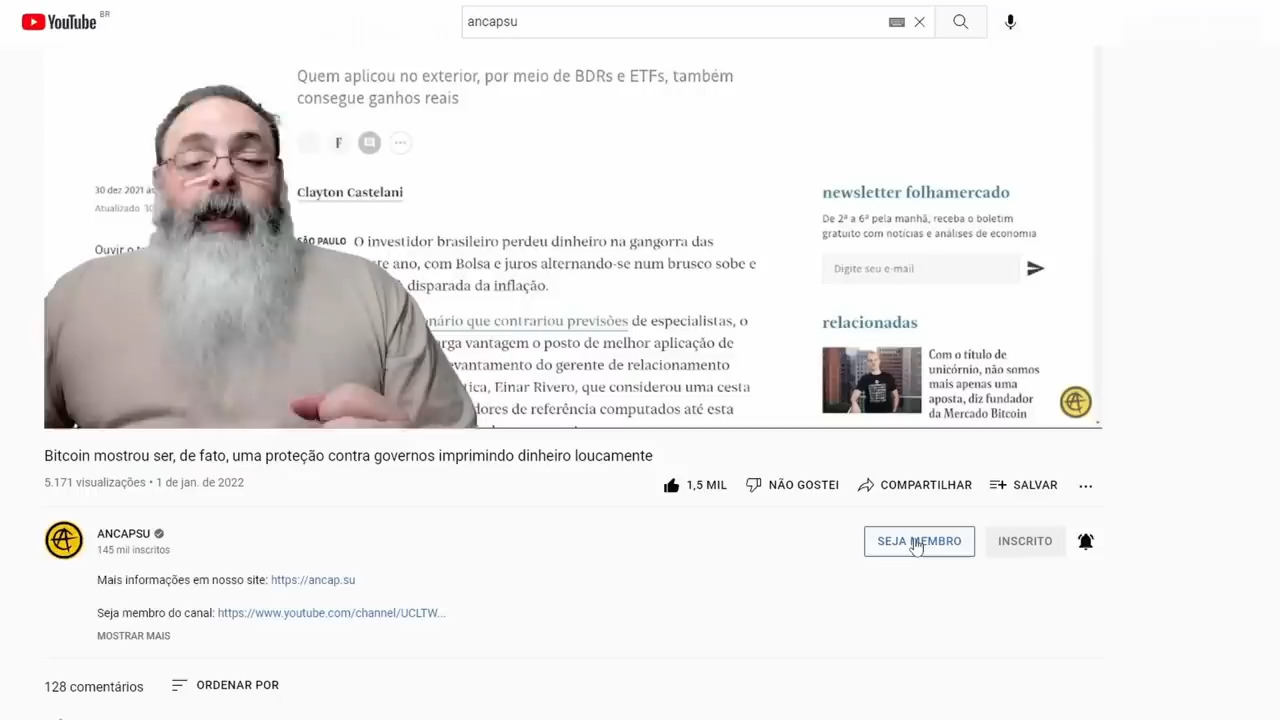 YouTube BR
ancapsu
Quem aplicou no exterior, por meio de BDRs e ETFs, também
consegue ganhos reais
F
30 dez 2021
Atualizado
Ouvir o
Clayton Castelani
SÃO PAULO O investidor brasileiro perdeu dinheiro na gangorra das
te ano, com Bolsa e juros alternando-se num brusco sobe e
disparada da inflação.
nário que contrariou previsões de especialistas, o
arga vantagem o posto de melhor aplicação de
evantamento do gerente de relacionamento
tica, Einar Rivero, que considerou uma cesta
dores de referência computados até esta
newsletter folhamercado
De 2ª a 6ª pela manhã, receba o boletim
gratuito com notícias e análises de economia
Digite seu e-mail
relacionadas
Com o título de
unicórnio, não somos
mais apenas uma
aposta, diz fundador
da Mercado Bitcoin
Bitcoin mostrou ser, de fato, uma proteção contra governos imprimindo dinheiro loucamente
5.171 visualizações • 1 de jan. de 2022
1,5 MIL NÃO GOSTEI COMPARTILHAR SALVAR ...
ANCAPSU
145 mil inscritos
SEJA MEMBRO INSCRITO
Mais informações em nosso site: https://ancap.su
Seja membro do canal: https://www.youtube.com/channel/UCLTW...
MOSTRAR MAIS
128 comentários ORDENAR POR